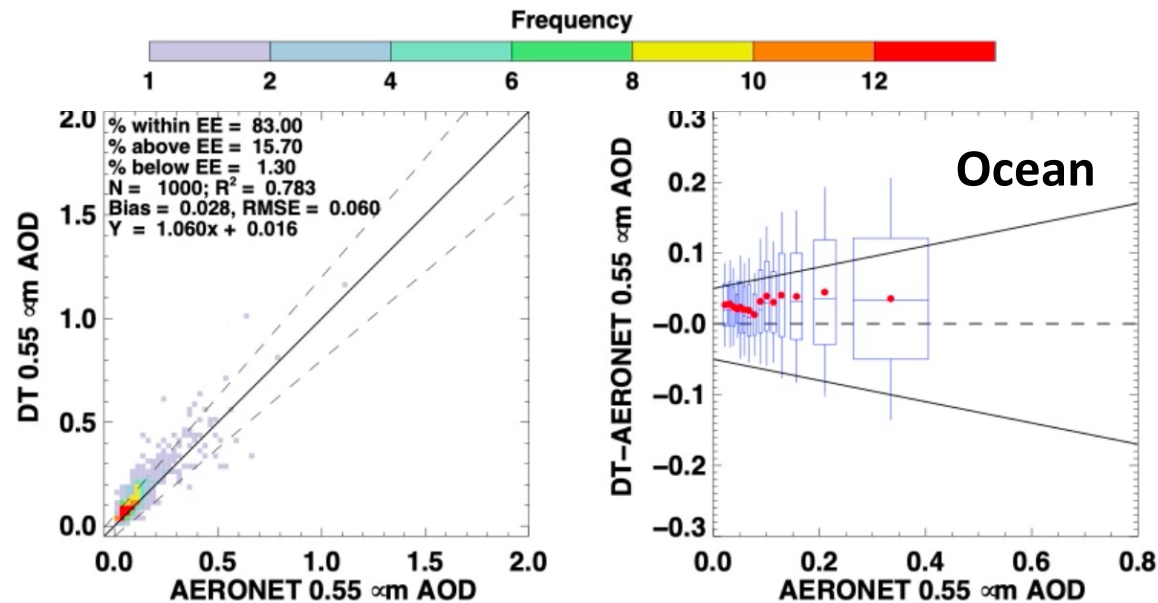 Frequency
1 2 4 6 8 10 12
% within EE = 83.00
% above EE = 15.70
% below EE = 1.30
N = 1000; R² = 0.783
Bias = 0.028, RMSE = 0.060
Y = 1.060x + 0.016
DT 0.55 ∝m AOD
2.0
1.5
1.0
0.5
0.0
0.0 0.5 1.0 1.5 2.0
AERONET 0.55 ∝m AOD
Ocean
DT−AERONET 0.55 ∝m AOD
0.3
0.2
0.1
−0.0
−0.1
−0.2
−0.3
0.0 0.2 0.4 0.6 0.8
AERONET 0.55 ∝m AOD